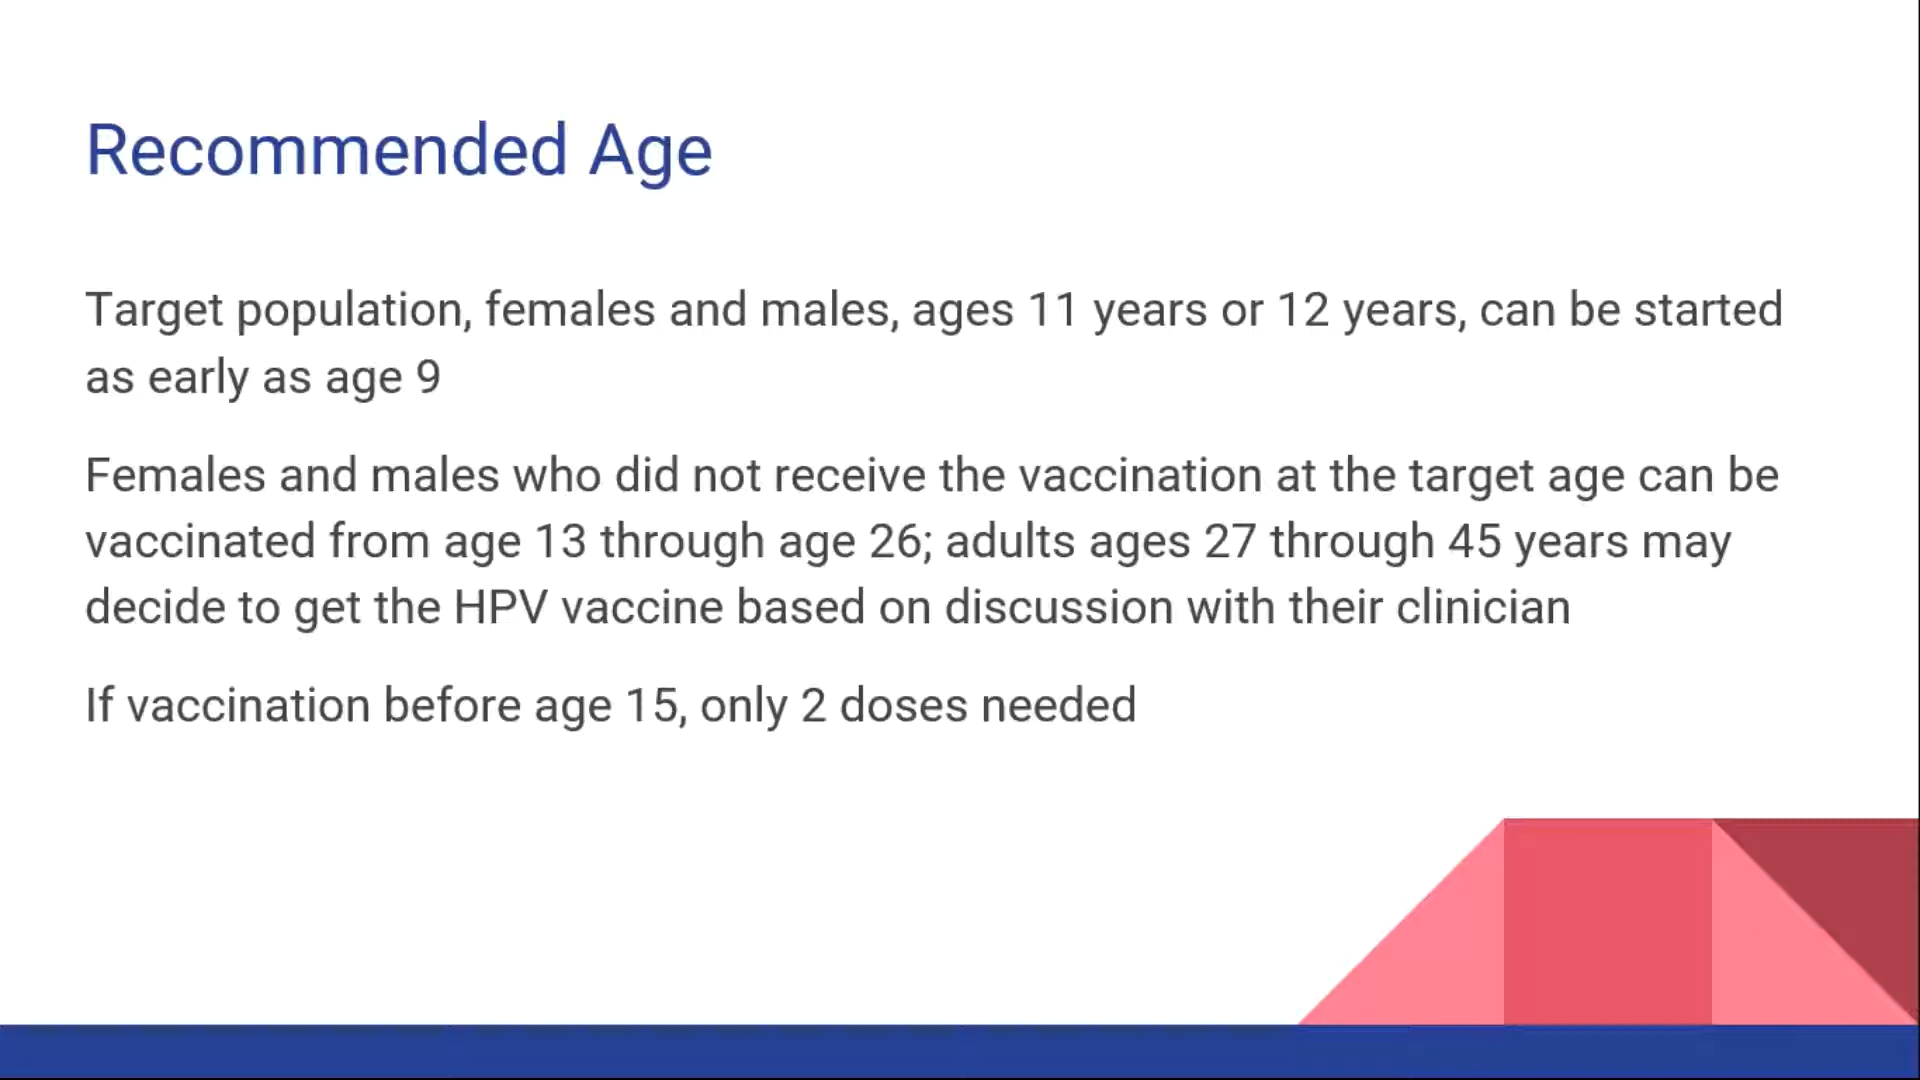 Recommended Age
Target population, females and males, ages 11 years or 12 years, can be started
as early as age 9
Females and males who did not receive the vaccination at the target age can be
vaccinated from age 13 through age 26; adults ages 27 through 45 years may
decide to get the HPV vaccine based on discussion with their clinician
If vaccination before age 15, only 2 doses needed